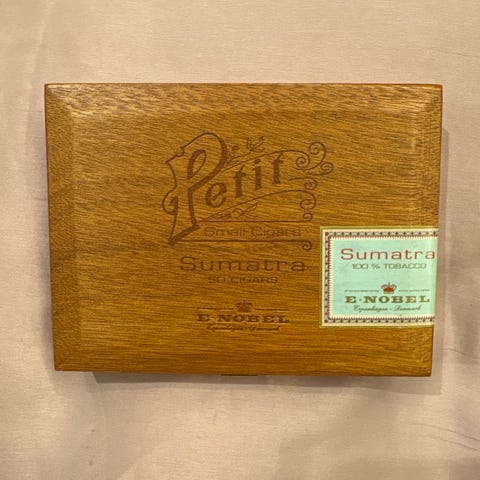 Petit
Small Cigars
Sumatra
50 CIGARS
E·NOBEL
Copenhagen - Denmark
Sumatra
100 % TOBACCO
E·NOBEL
Copenhagen - Denmark